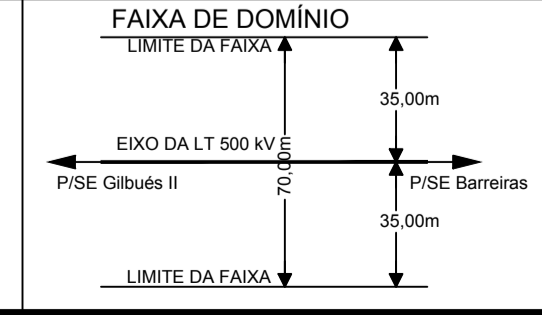 FAIXA DE DOMÍNIO
LIMITE DA FAIXA
35,00m
EIXO DA LT 500 kV
70,00m
P/SE Gilbués II
P/SE Barreiras
35,00m
LIMITE DA FAIXA